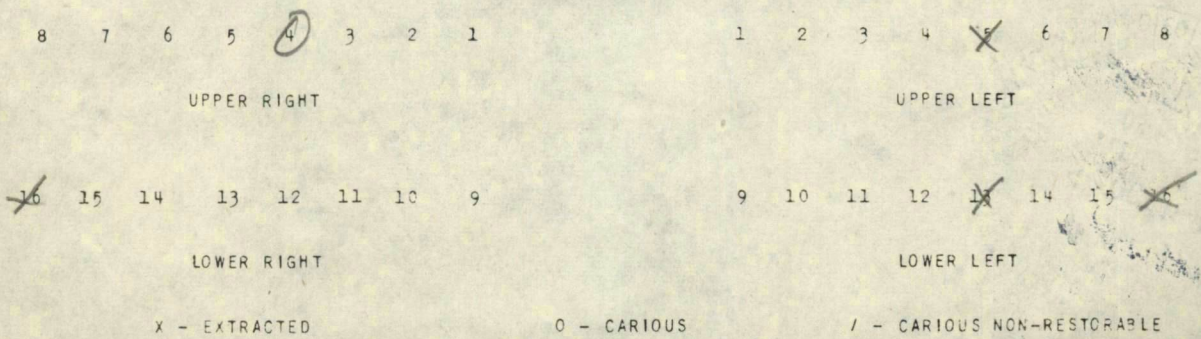 8 7 6 5 4 3 2 1 1 2 3 4 5 6 7 8
UPPER RIGHT UPPER LEFT
16 15 14 13 12 11 10 9 9 10 11 12 13 14 15 16
LOWER RIGHT LOWER LEFT
X - EXTRACTED O - CARIOUS / - CARIOUS NON-RESTORABLE